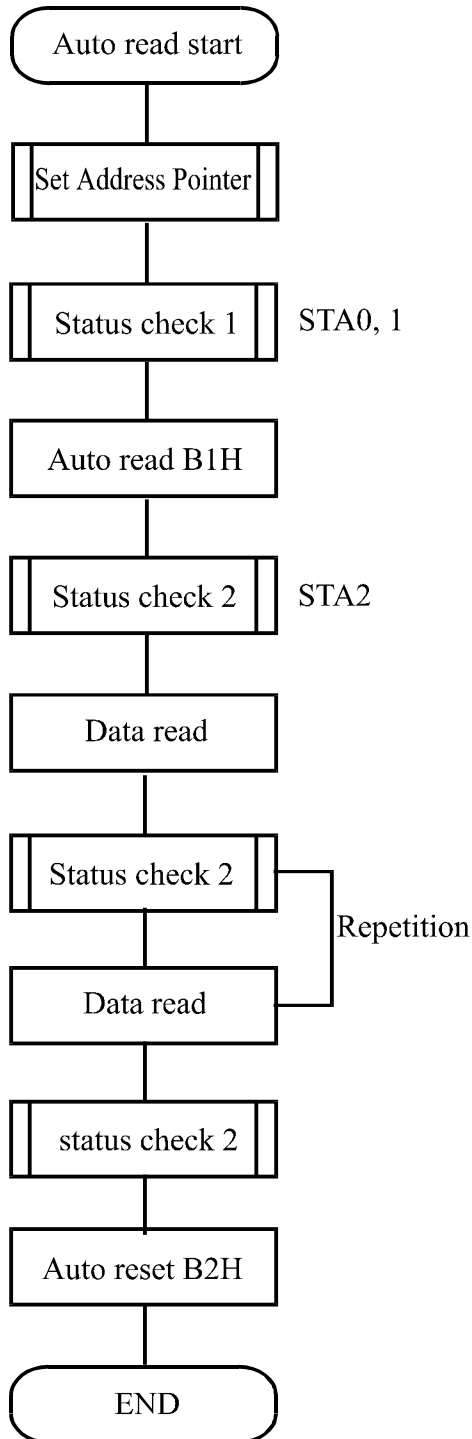 Auto read start
Set Address Pointer
Status check 1
STA0, 1
Auto read B1H
Status check 2
STA2
Data read
Status check 2
Repetition
Data read
status check 2
Auto reset B2H
END